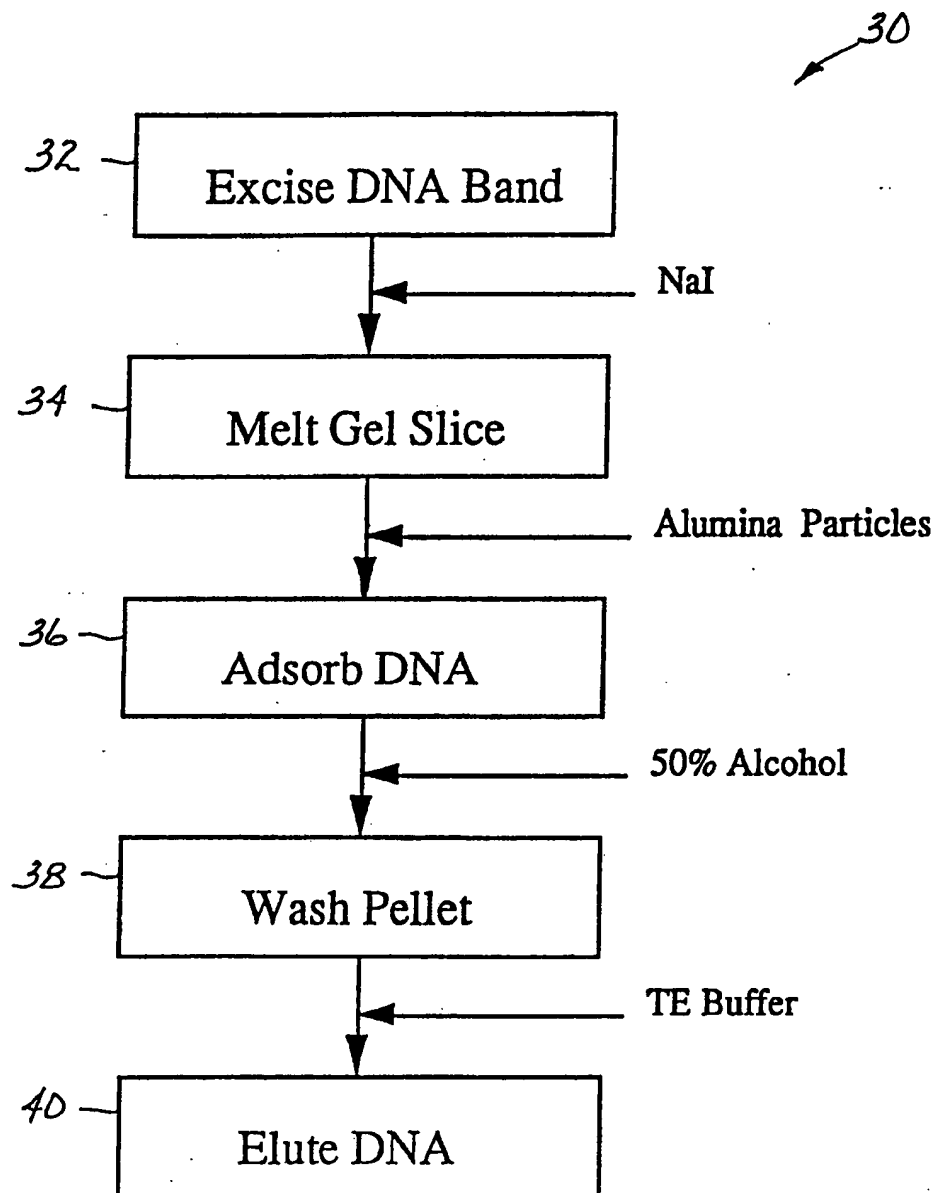 30
32
Excise DNA Band
NaI
34
Melt Gel Slice
Alumina Particles
36
Adsorb DNA
50% Alcohol
38
Wash Pellet
TE Buffer
40
Elute DNA